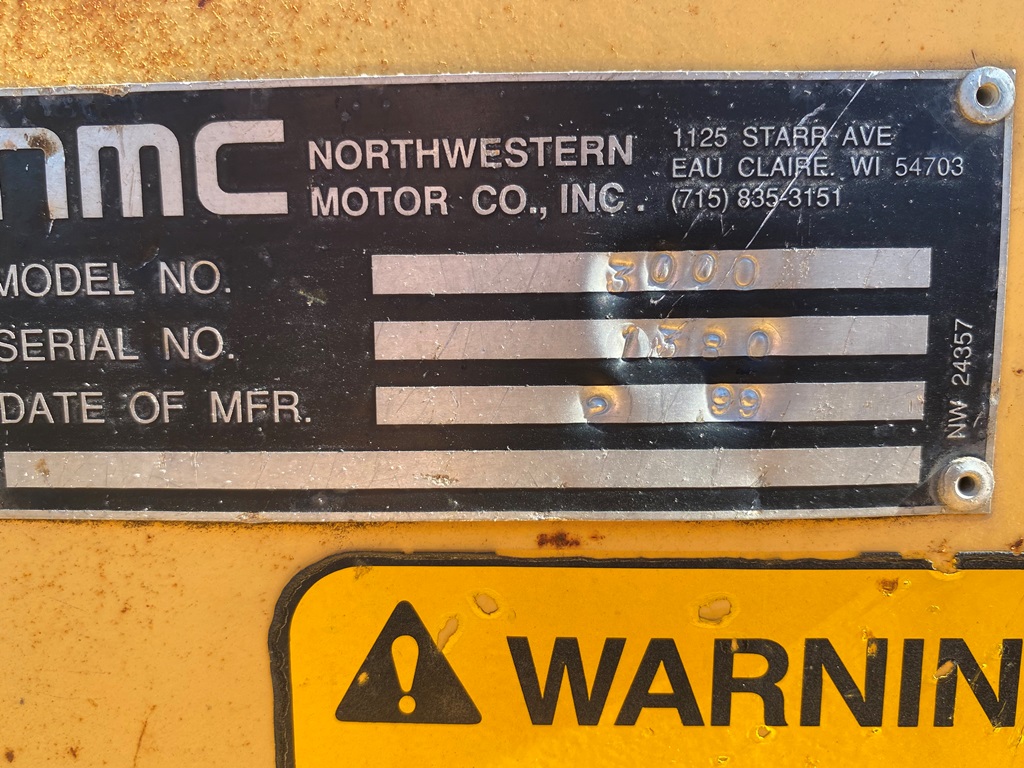 nmc
NORTHWESTERN
MOTOR CO., INC.
1125 STARR AVE
EAU CLAIRE. WI 54703
(715) 835-3151
MODEL NO. 3000
SERIAL NO. 1580
DATE OF MFR. 99
NW 24357
WARNIN